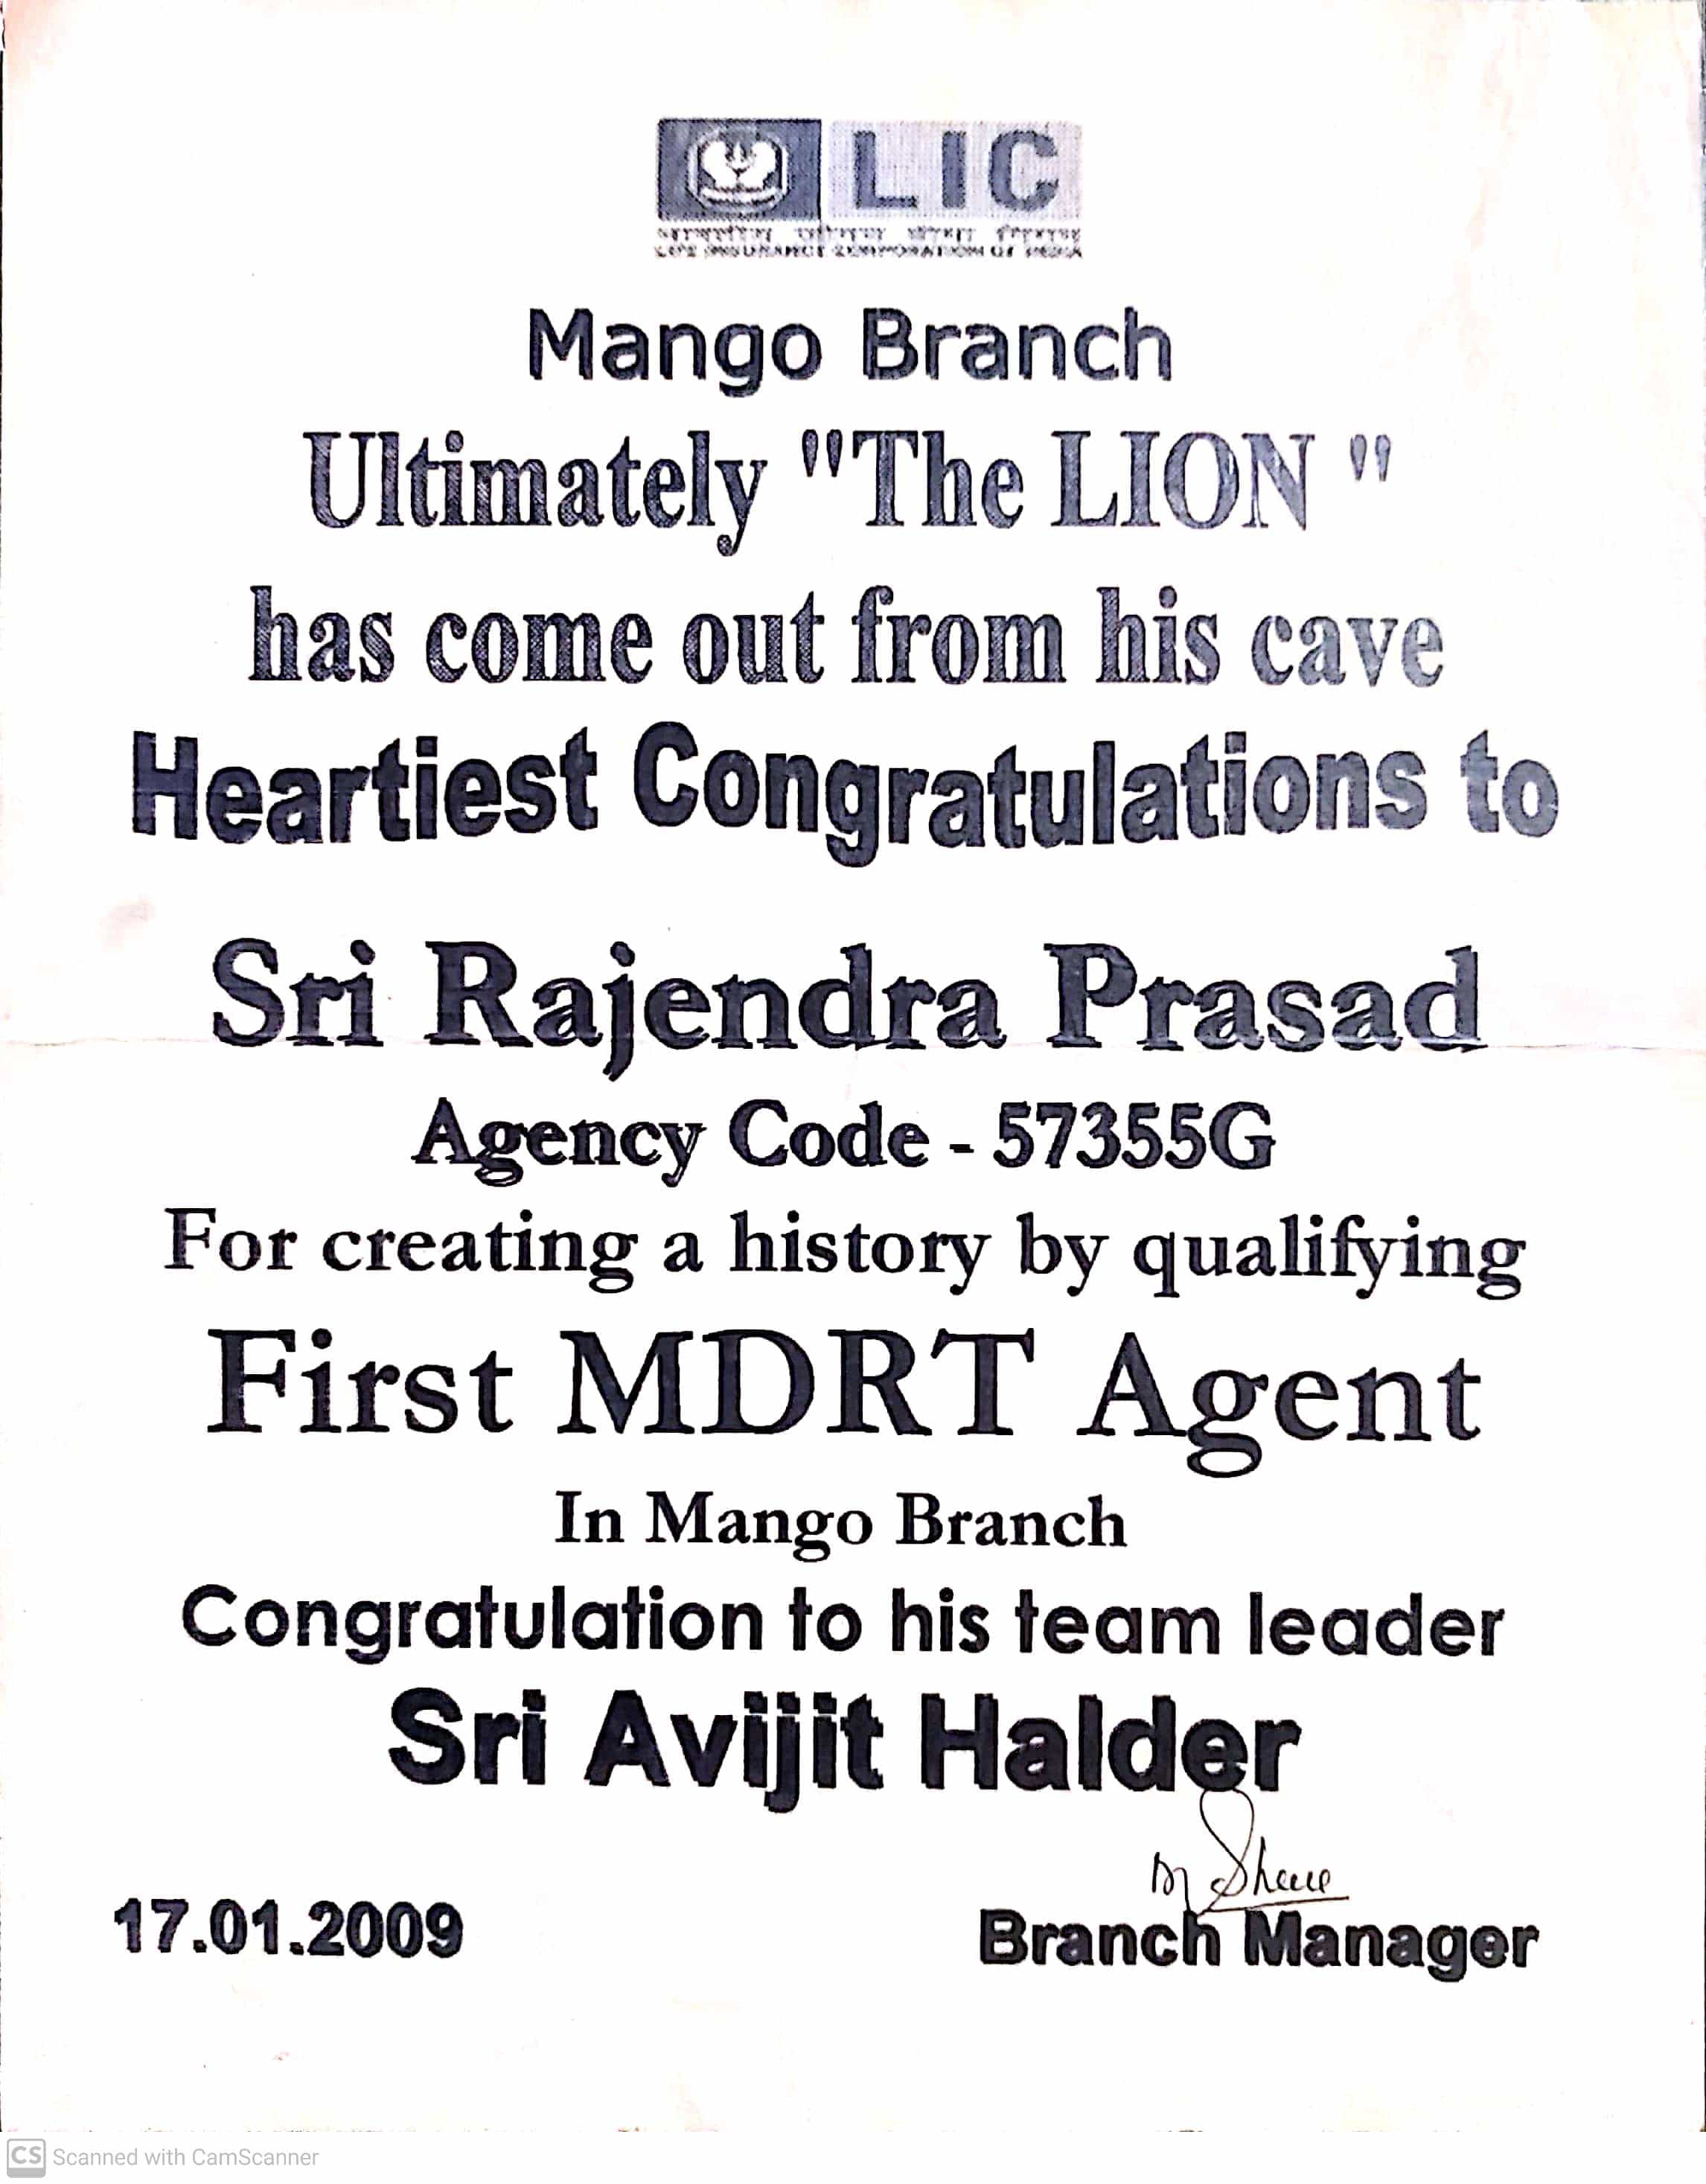 LIC
LIFE INSURANCE CORPORATION OF INDIA
Mango Branch
Ultimately "The LION "
has come out from his cave
Heartiest Congratulations to
Sri Rajendra Prasad
Agency Code - 57355G
For creating a history by qualifying
First MDRT Agent
In Mango Branch
Congratulation to his team leader
Sri Avijit Halder
17.01.2009
Branch Manager
CS Scanned with CamScanner